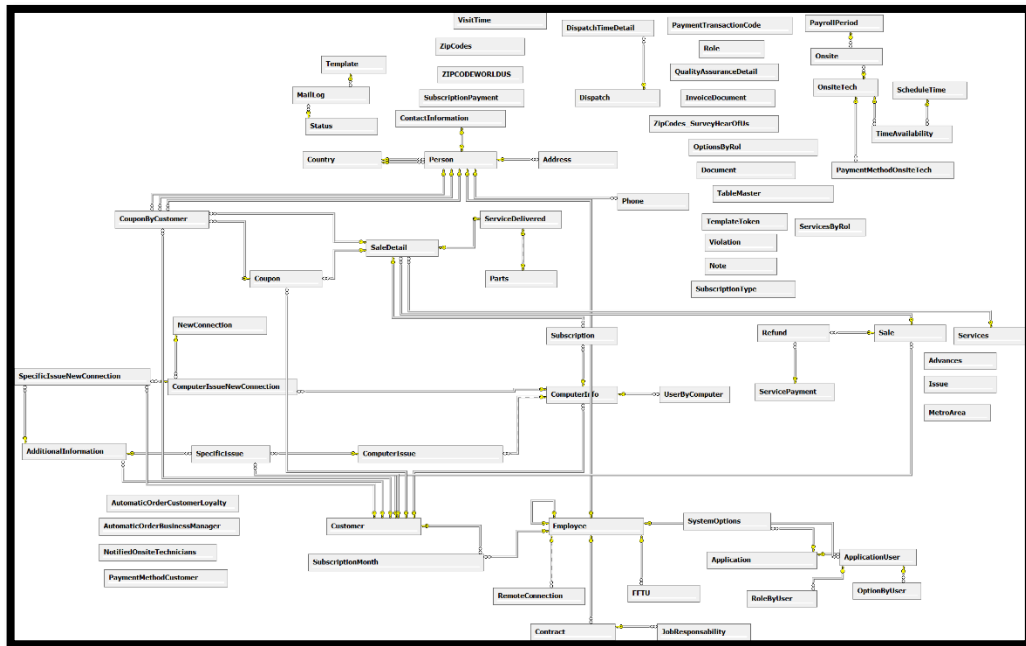 VisitTime
DispatchTimeDetail
PaymentTransactionCode
PayrollPeriod
ZipCodes
Role
Onsite
Template
ZIPCODEWORLDUS
QualityAssuranceDetail
MailLog
SubscriptionPayment
Dispatch
InvoiceDocument
OnsiteTech
ScheduleTime
Status
ContactInformation
ZipCodes_SurveyHearOfUs
TimeAvailability
OptionsByRol
Country
Person
Address
Document
PaymentMethodOnsiteTech
TableMaster
Phone
CouponByCustomer
ServiceDelivered
TemplateToken
ServicesByRol
SaleDetail
Violation
Coupon
Parts
Note
SubscriptionType
NewConnection
Subscription
Refund
Sale
Services
SpecificIssueNewConnection
ComputerIssueNewConnection
Advances
ComputerInfo
UserByComputer
ServicePayment
Issue
MetroArea
AdditionalInformation
SpecificIssue
ComputerIssue
AutomaticOrderCustomerLoyalty
AutomaticOrderBusinessManager
Customer
Employee
SystemOptions
NotifiedOnsiteTechnicians
SubscriptionMonth
Application
ApplicationUser
PaymentMethodCustomer
RemoteConnection
FFTU
RoleByUser
OptionByUser
Contract
JobResponsability